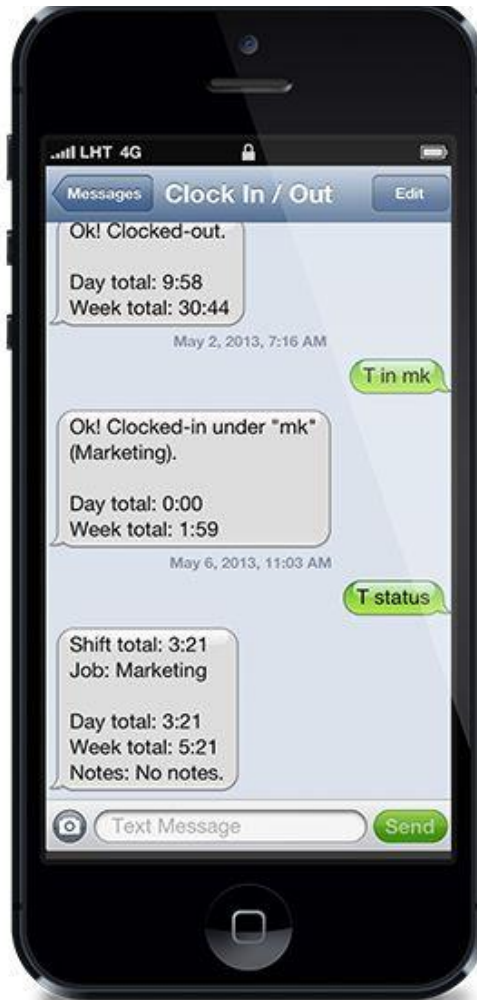 LHT 4G
Messages
Clock In / Out
Edit
Ok! Clocked-out.
Day total: 9:58
Week total: 30:44
May 2, 2013, 7:16 AM
T in mk
Ok! Clocked-in under "mk"
(Marketing).
Day total: 0:00
Week total: 1:59
May 6, 2013, 11:03 AM
T status
Shift total: 3:21
Job: Marketing
Day total: 3:21
Week total: 5:21
Notes: No notes.
Text Message
Send